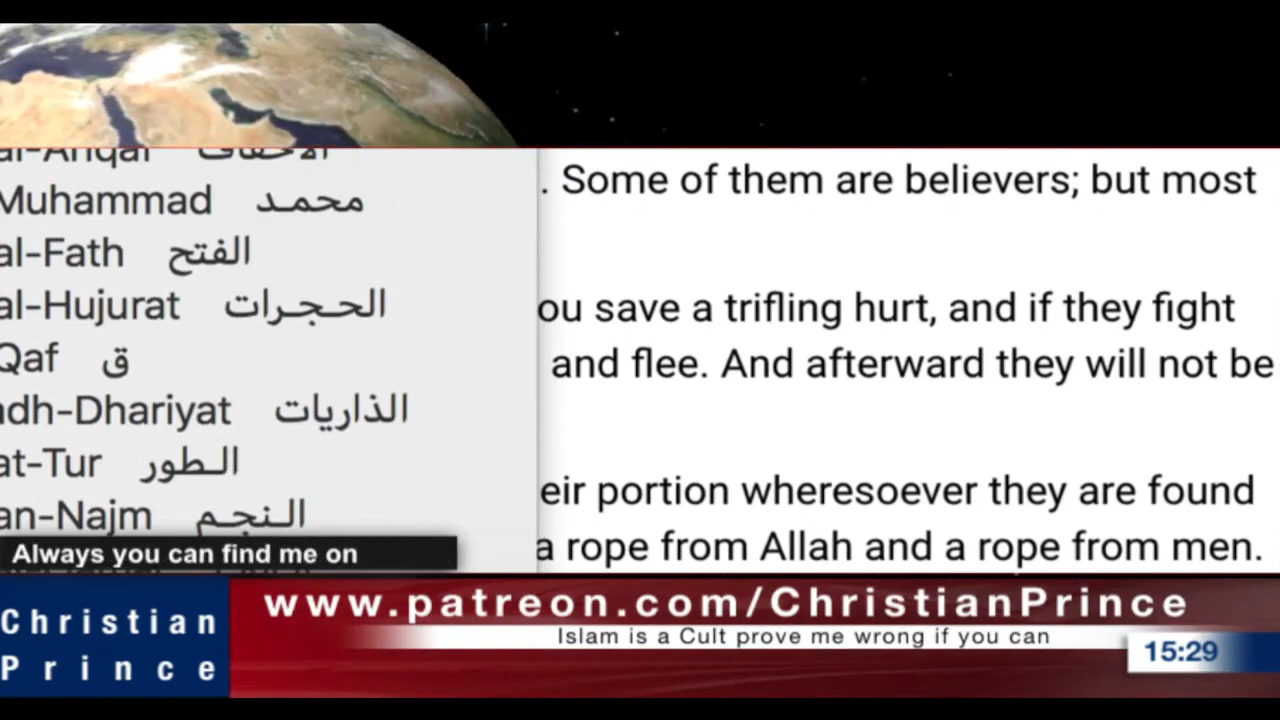 al-Ahqaf الأحقاف
Muhammad محمد
al-Fath الفتح
al-Hujurat الحجرات
Qaf ق
adh-Dhariyat الذاريات
at-Tur الطور
an-Najm النجم
. Some of them are believers; but most
ou save a trifling hurt, and if they fight
and flee. And afterward they will not be
eir portion wheresoever they are found
a rope from Allah and a rope from men.
Always you can find me on
Christian
Prince
www.patreon.com/ChristianPrince
Islam is a Cult prove me wrong if you can
15:29